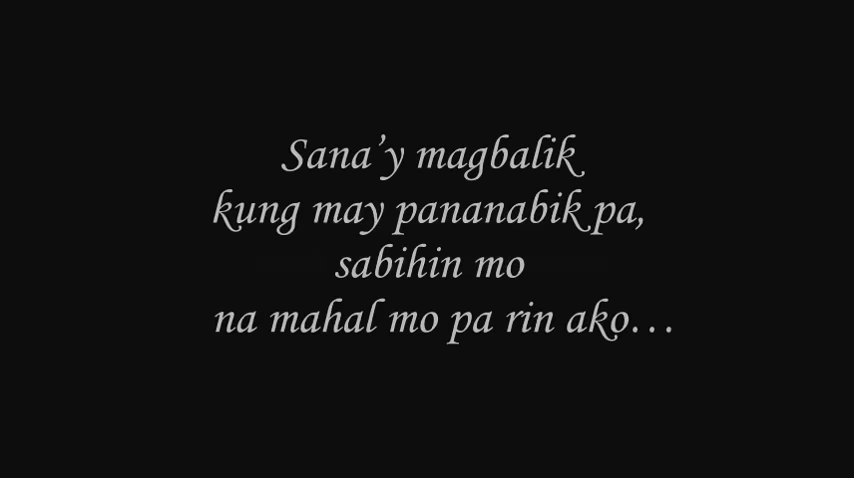 Sana’y magbalik
kung may pananabik pa,
sabihin mo
na mahal mo pa rin ako…